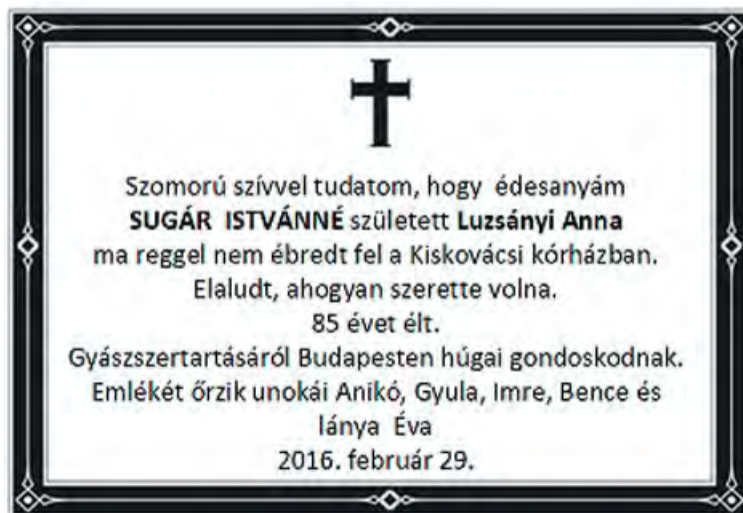 Szomorú szívvel tudatom, hogy édesanyám
SUGÁR ISTVÁNNÉ született Luzsányi Anna
ma reggel nem ébredt fel a Kiskovácsi kórházban.
Elaludt, ahogyan szerette volna.
85 évet élt.
Gyászszertartásáról Budapesten húgai gondoskodnak.
Emlékét őrzik unokái Anikó, Gyula, Imre, Bence és
lánya Éva
2016. február 29.